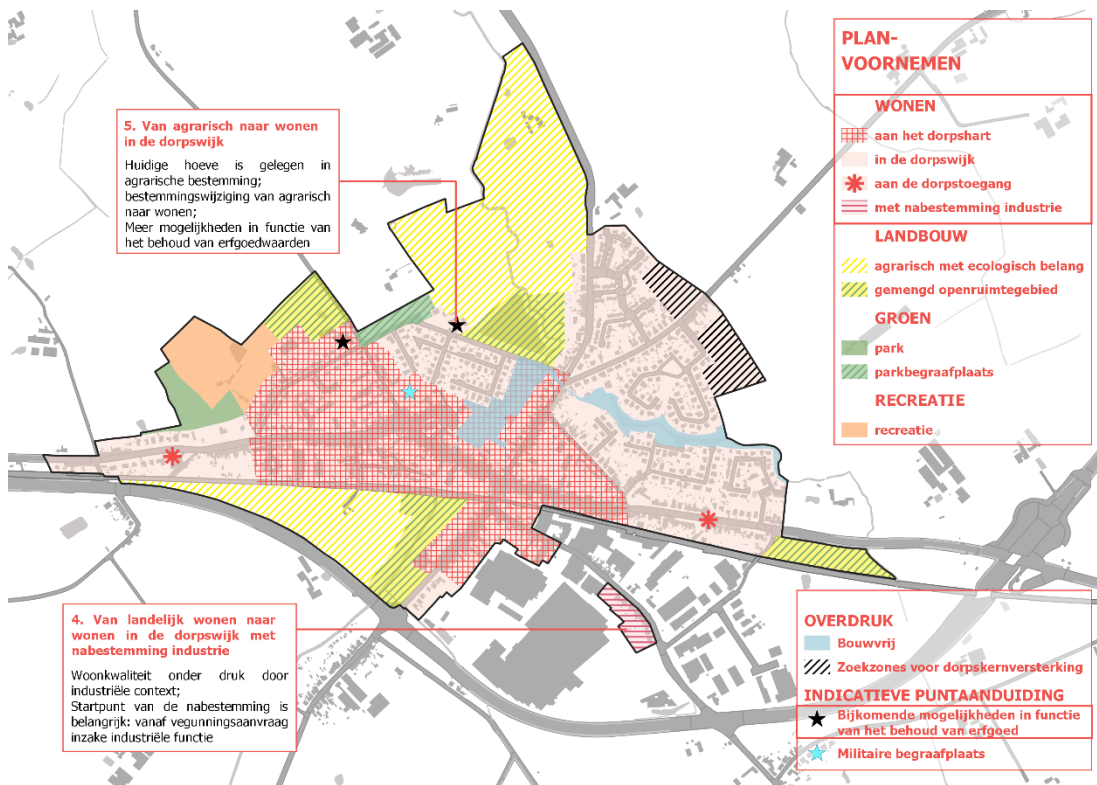 5. Van agrarisch naar wonen
in de dorpswijk
Huidige hoeve is gelegen in
agrarische bestemming;
bestemmingswijziging van agrarisch
naar wonen;
Meer mogelijkheden in functie van
het behoud van erfgoedwaarden
4. Van landelijk wonen naar
wonen in de dorpswijk met
nabestemming industrie
Woonkwaliteit onder druk door
industriële context;
Startpunt van de nabestemming is
belangrijk: vanaf vegunningsaanvraag
inzake industriële functie
PLAN-
VOORNEMEN
WONEN
aan het dorpshart
in de dorpswijk
aan de dorpstoegang
met nabestemming industrie
LANDBOUW
agrarisch met ecologisch belang
gemengd openruimtegebied
GROEN
park
parkbegraafplaats
RECREATIE
recreatie
OVERDRUK
Bouwvrij
Zoekzones voor dorpskernversterking
INDICATIEVE PUNTAANDUIDING
Bijkomende mogelijkheden in functie
van het behoud van erfgoed
Militaire begraafplaats